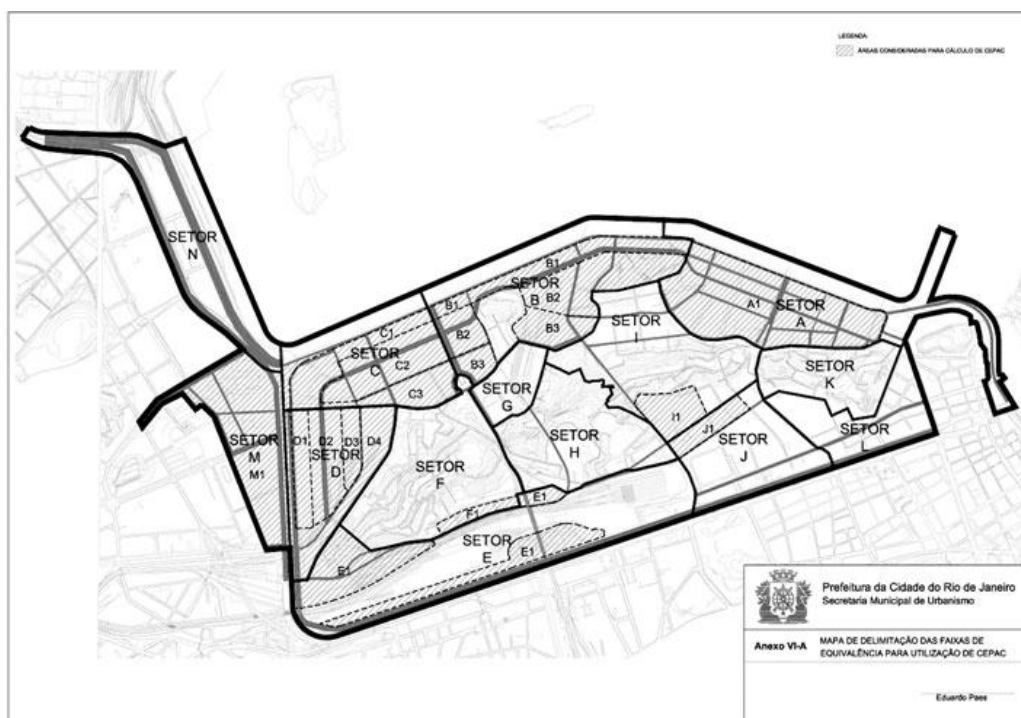 LEGENDA:
ÁREAS CONSIDERADAS PARA CÁLCULO DE CEPAC
SETOR
N
B1
SETOR
B
B2
B1
A1
SETOR
A
C1
B2
B3
SETOR
I
SETOR
C
C2
B3
SETOR
K
C3
SETOR
G
I1
J1
SETOR
L
SETOR
M
M1
D1
D2
D3
D4
SETOR
D
SETOR
F
SETOR
H
SETOR
J
E1
F1
SETOR
E
E1
E1
Prefeitura da Cidade do Rio de Janeiro
Secretaria Municipal de Urbanismo
Anexo VI-A
MAPA DE DELIMITAÇÃO DAS FAIXAS DE
EQUIVALÊNCIA PARA UTILIZAÇÃO DE CEPAC
Eduardo Paes